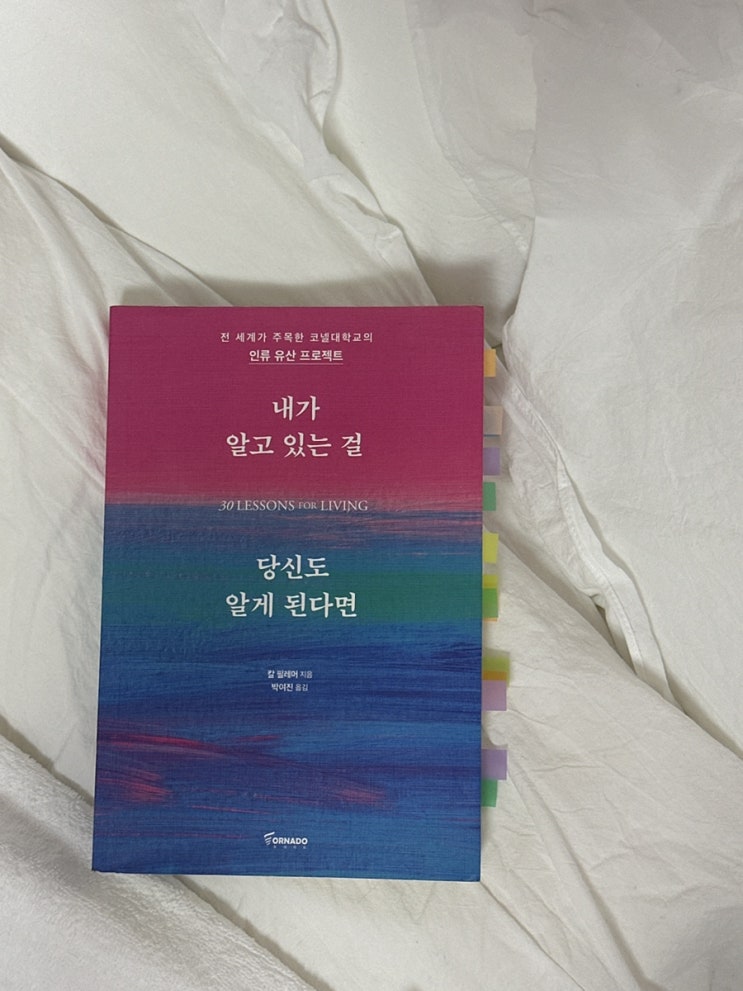 전 세계가 주목한 코넬대학교의
인류 유산 프로젝트
내가
알고 있는 걸
30 LESSONS FOR LIVING
당신도
알게 된다면
칼 필레머 지음
박여진 옮김
TORNADO